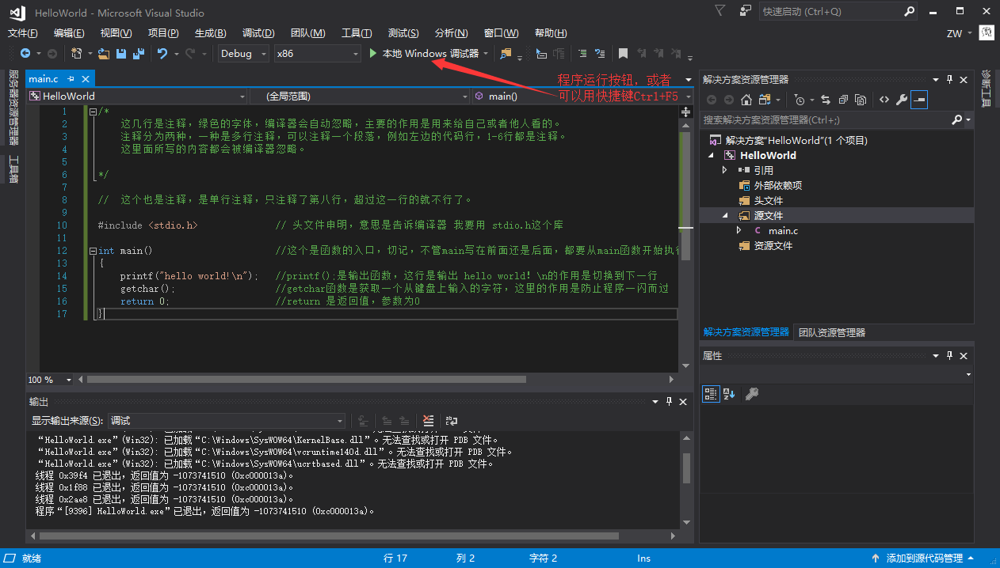 HelloWorld - Microsoft Visual Studio
快速启动 (Ctrl+Q)
文件(F) 编辑(E) 视图(V) 项目(P) 生成(B) 调试(D) 团队(M) 工具(T) 测试(S) 分析(N) 窗口(W) 帮助(H)
ZW
Debug x86 本地 Windows 调试器
程序运行按钮，或者
可以用快捷键Ctrl+F5
服务器资源管理器
工具箱
main.c
HelloWorld (全局范围) main()
1 /*
2 这几行是注释，绿色的字体，编译器会自动忽略，主要的作用是用来给自己或者他人看的。
3 注释分为两种，一种是多行注释，可以注释一个段落，例如左边的代码行，1-6行都是注释。
4 这里面所写的内容都会被编译器忽略。
5
6 */
7
8 // 这个也是注释，是单行注释，只注释了第八行，超过这一行的就不行了。
9
10 #include <stdio.h> // 头文件申明，意思是告诉编译器 我要用 stdio.h这个库
11
12 int main() //这个是函数的入口，切记，不管main写在前面还是后面，都要从main函数开始执行
13 {
14 printf("hello world!\n"); //printf();是输出函数，这行是输出 hello world! \n的作用是切换到下一行
15 getchar(); //getchar函数是获取一个从键盘上输入的字符，这里的作用是防止程序一闪而过
16 return 0; //return 是返回值，参数为0
17 }
100 %
输出
显示输出来源(S): 调试
“HelloWorld.exe”(Win32): 已加载“C:\Windows\SysWOW64\KernelBase.dll”。无法查找或打开 PDB 文件。
“HelloWorld.exe”(Win32): 已加载“C:\Windows\SysWOW64\vcruntime140d.dll”。无法查找或打开 PDB 文件。
“HelloWorld.exe”(Win32): 已加载“C:\Windows\SysWOW64\ucrtbased.dll”。无法查找或打开 PDB 文件。
线程 0x39f4 已退出，返回值为 -1073741510 (0xc000013a)。
线程 0x1f88 已退出，返回值为 -1073741510 (0xc000013a)。
线程 0x2ae8 已退出，返回值为 -1073741510 (0xc000013a)。
程序“[9396] HelloWorld.exe”已退出，返回值为 -1073741510 (0xc000013a)。
解决方案资源管理器
搜索解决方案资源管理器(Ctrl+;)
解决方案“HelloWorld”(1 个项目)
HelloWorld
引用
外部依赖项
头文件
源文件
main.c
资源文件
解决方案资源管理器 团队资源管理器
属性
诊断工具
就绪 行 17 列 2 字符 2 Ins 添加到源代码管理